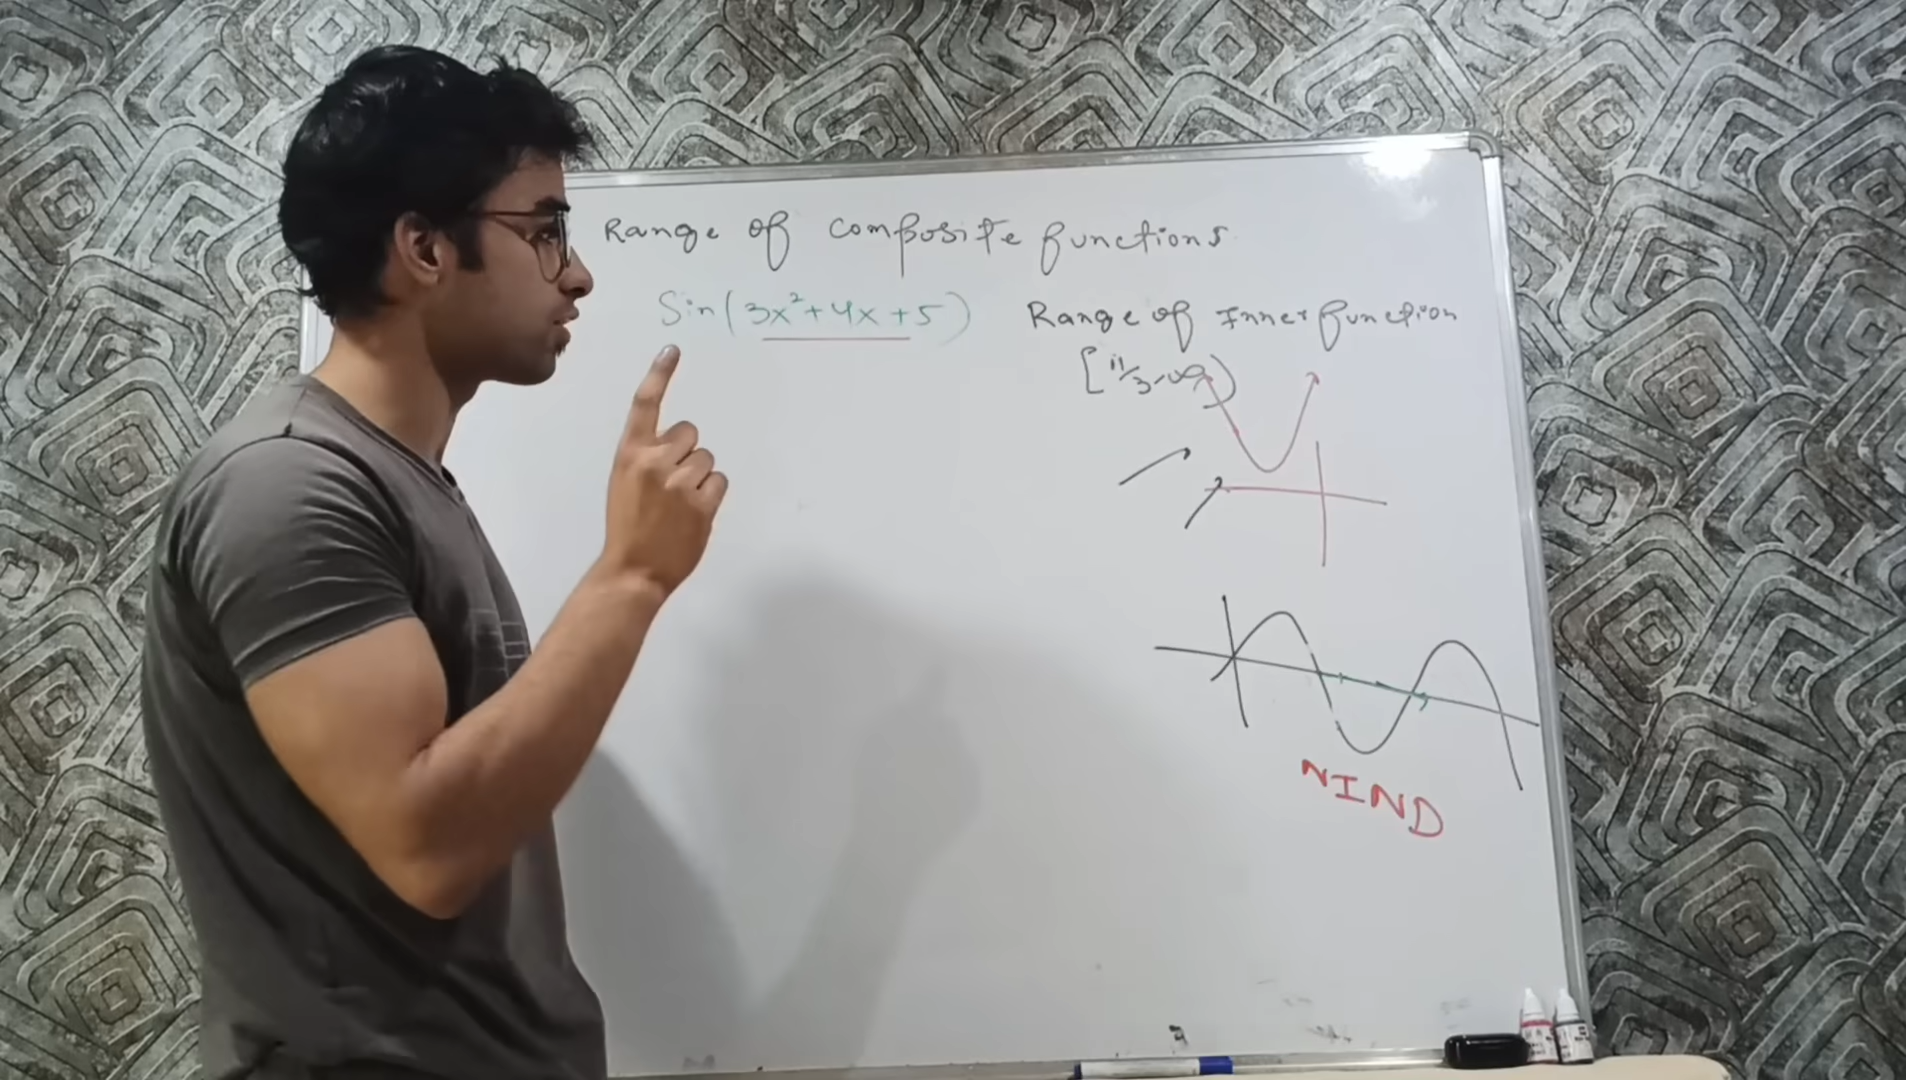 Range of composite functions
Sin(3x²+4x+5)
Range of Inner function
[11/3, ∞)
NIND